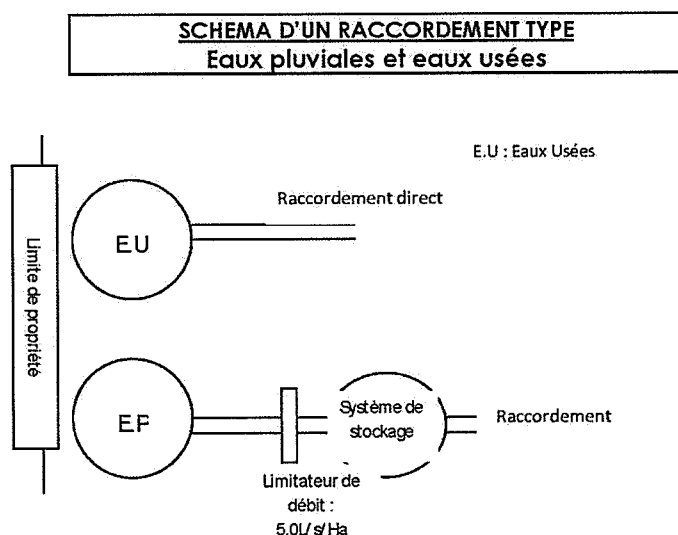 SCHEMA D'UN RACCORDEMENT TYPE
Eaux pluviales et eaux usées
E.U : Eaux Usées
Raccordement direct
EU
Limite de propriété
EP
Système de
stockage
Raccordement
Limitateur de
débit :
5.0L/s/Ha